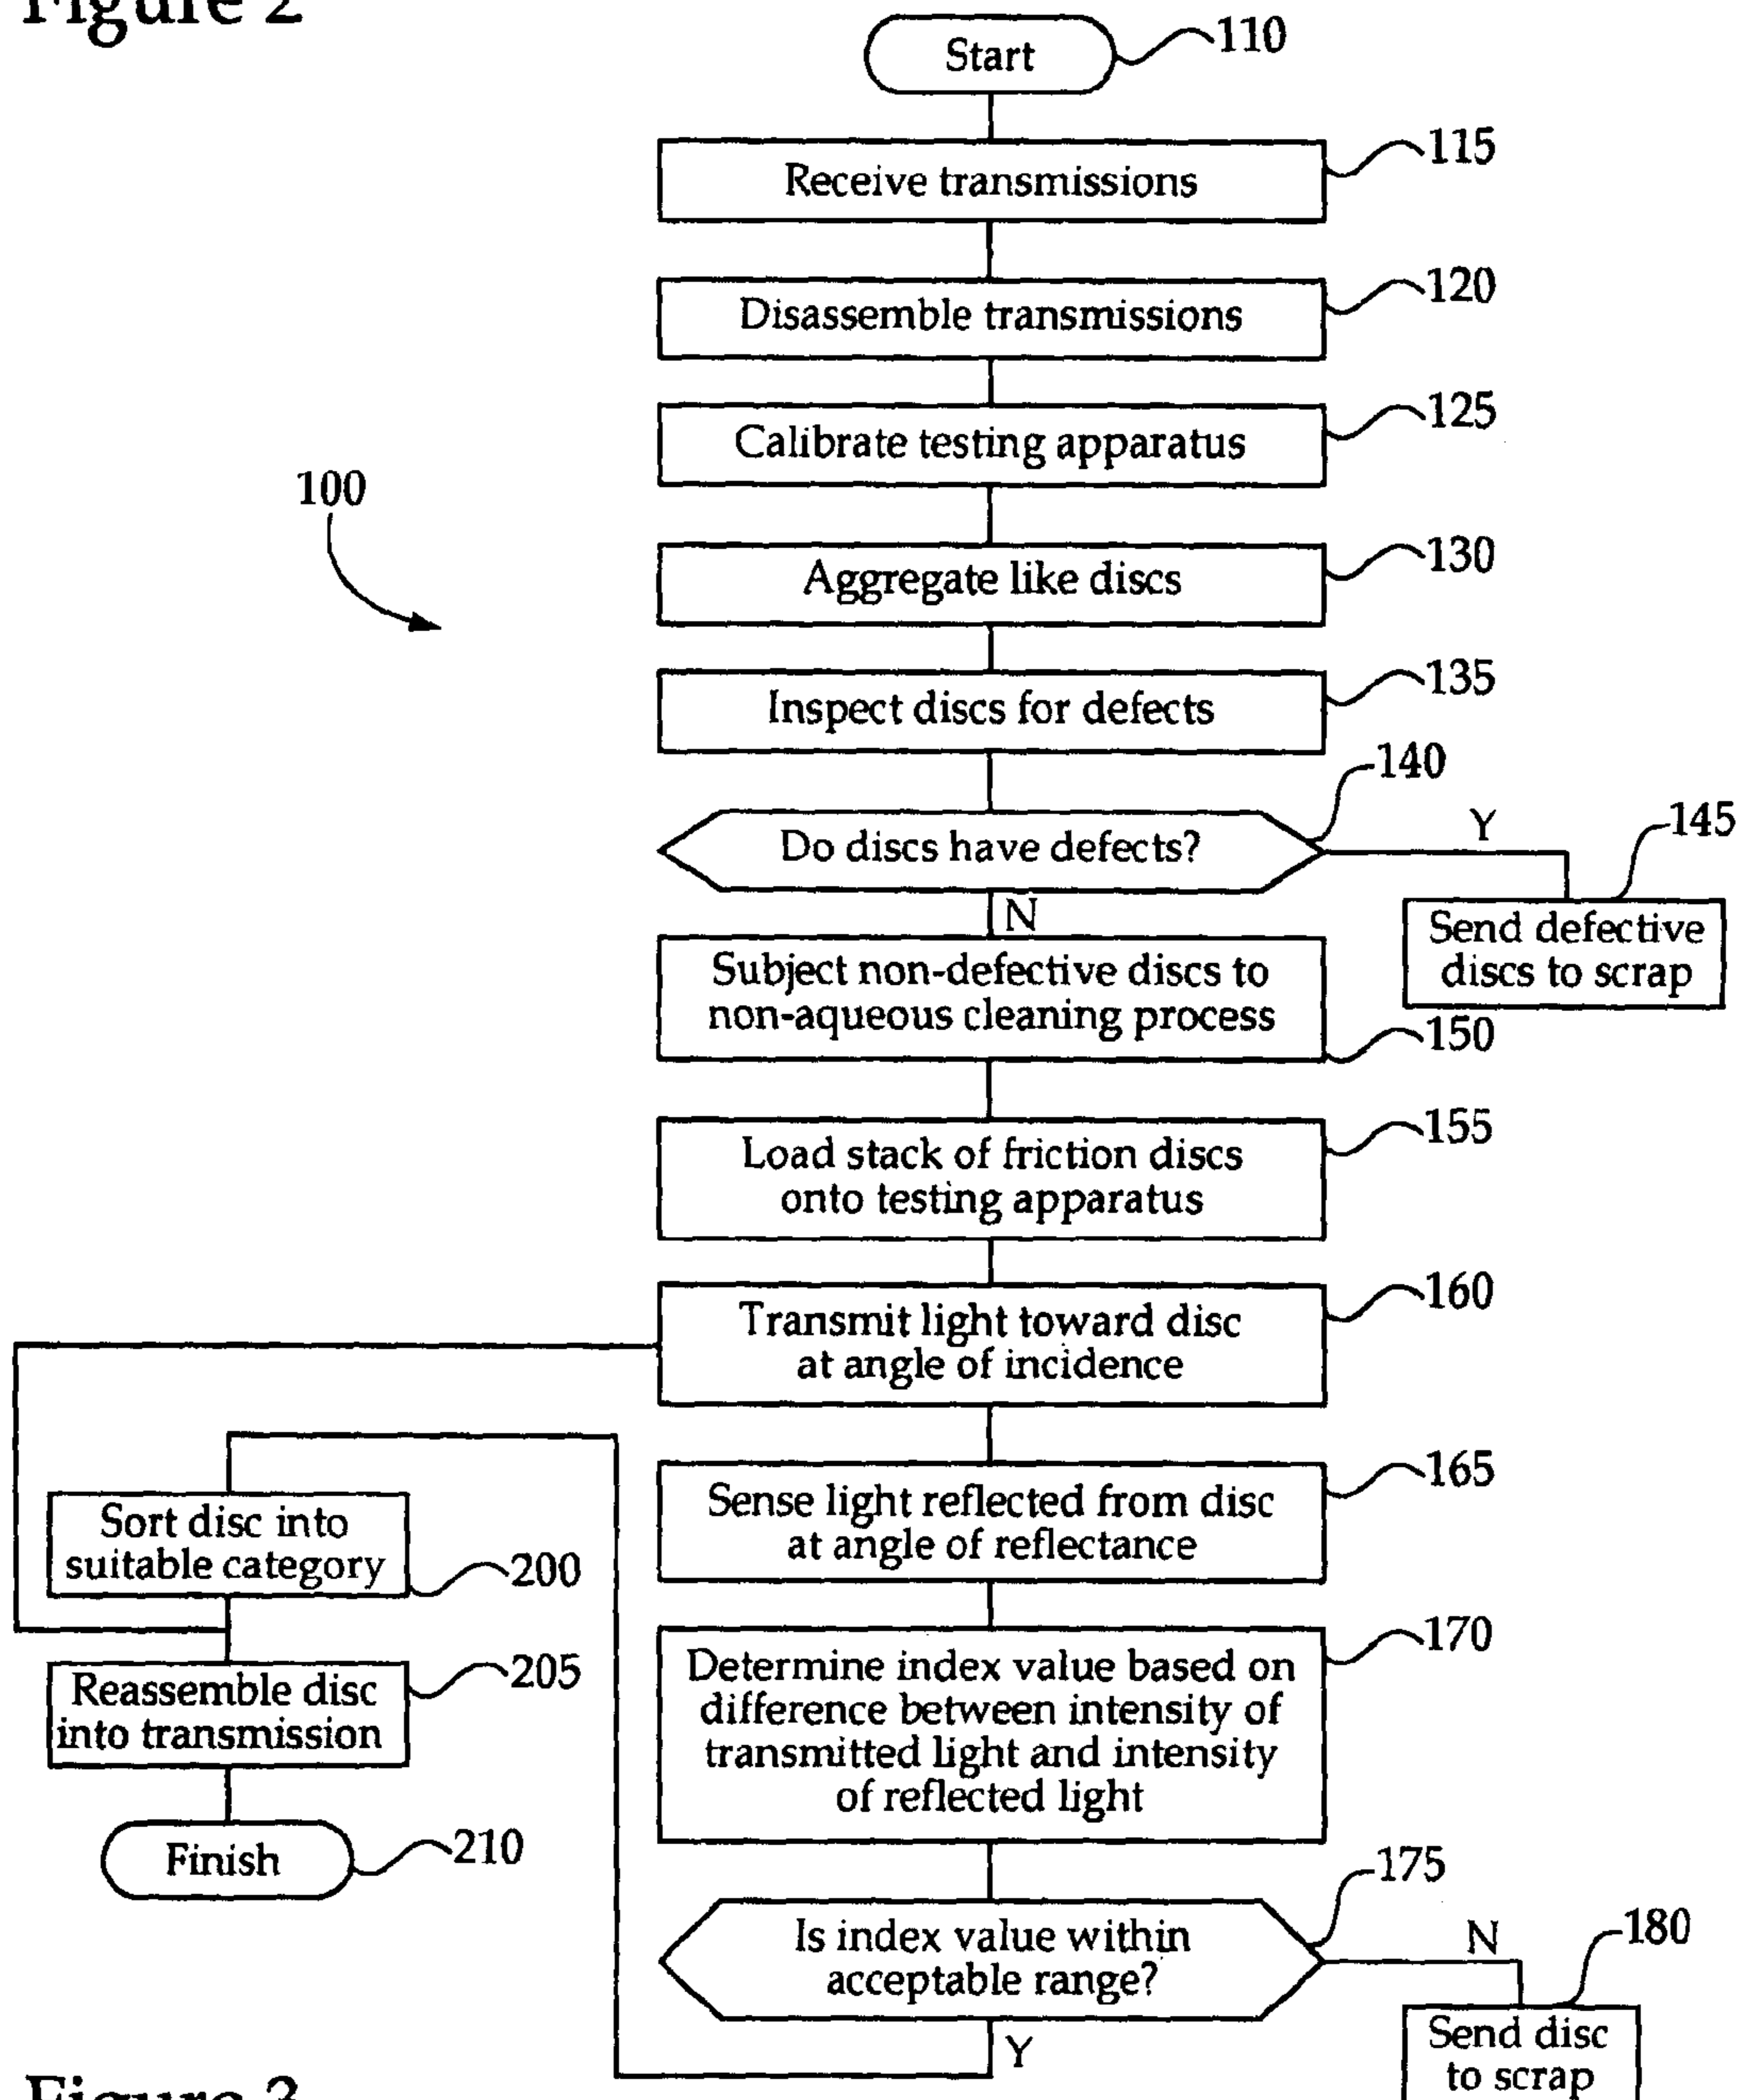 Figure 2
Start
110
Receive transmissions
115
Disassemble transmissions
120
Calibrate testing apparatus
125
100
Aggregate like discs
130
Inspect discs for defects
135
Do discs have defects?
140
Y
145
N
Send defective
discs to scrap
Subject non-defective discs to
non-aqueous cleaning process
150
Load stack of friction discs
onto testing apparatus
155
Transmit light toward disc
at angle of incidence
160
Sense light reflected from disc
at angle of reflectance
165
Determine index value based on
difference between intensity of
transmitted light and intensity
of reflected light
170
Is index value within
acceptable range?
175
N
180
Send disc
to scrap
Y
Sort disc into
suitable category
200
Reassemble disc
into transmission
205
Finish
210
Figure 3